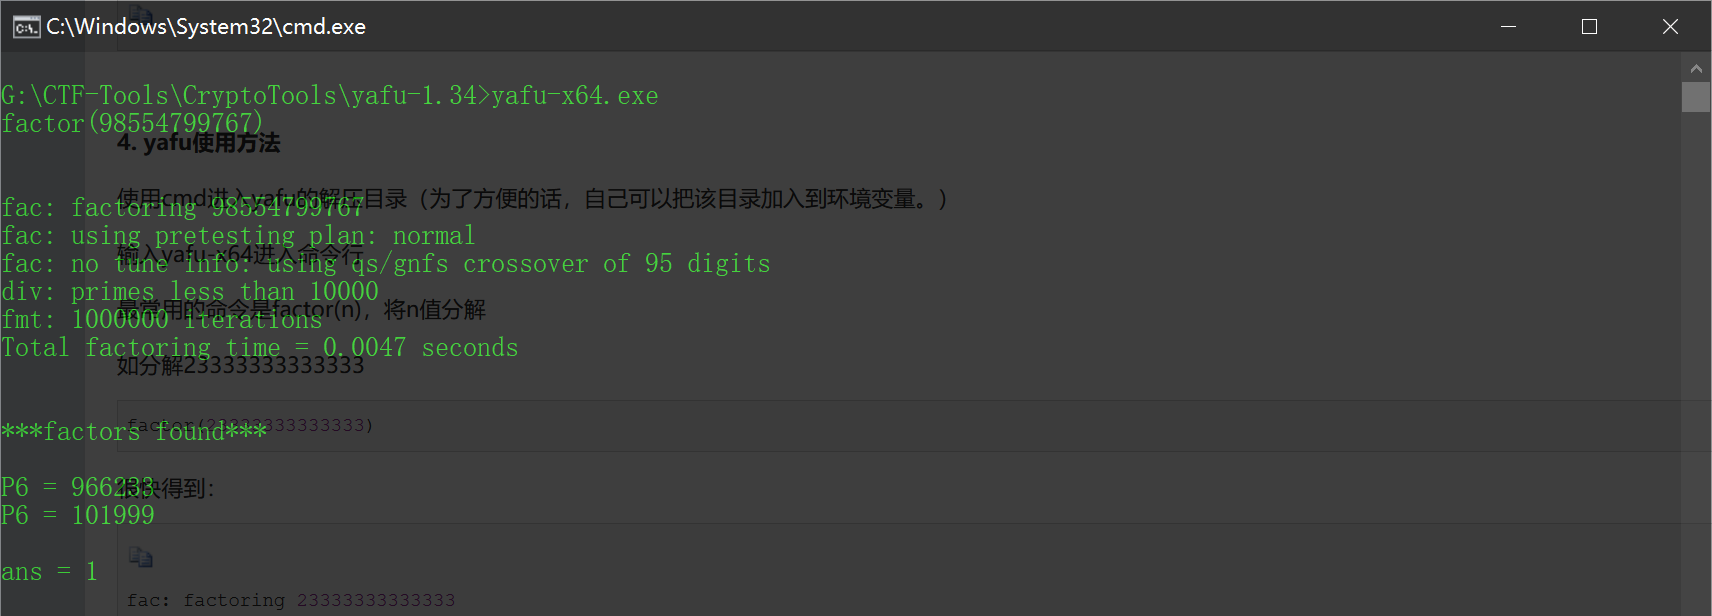 C:\Windows\System32\cmd.exe
G:\CTF-Tools\CryptoTools\yafu-1.34>yafu-x64.exe
factor(98554799767)
4. yafu使用方法
使用cmd进入yafu的解压目录（为了方便的话，自己可以把该目录加入到环境变量。）
fac: factoring 98554799767
fac: using pretesting plan: normal
输入yafu-x64进入命令行
fac: no tune info: using qs/gnfs crossover of 95 digits
div: primes less than 10000
最常用的命令是factor(n)，将n值分解
fmt: 1000000 iterations
Total factoring time = 0.0047 seconds
如分解23333333333333
factor(23333333333333)
***factors found***
P6 = 966233
很快得到：
P6 = 101999
ans = 1
fac: factoring 23333333333333